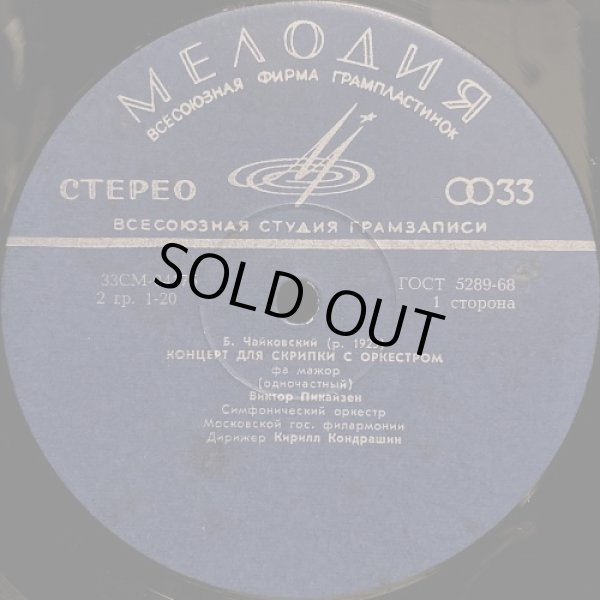 МЕЛОДИЯ
ВСЕСОЮЗНАЯ ФИРМА ГРАМПЛАСТИНОК
СТЕРЕО 33
ВСЕСОЮЗНАЯ СТУДИЯ ГРАМЗАПИСИ
ГОСТ 5289-68
2 гр. 1-20 1 сторона
SOLD OUT
Б. Чайковский (р. 1925)
КОНЦЕРТ ДЛЯ СКРИПКИ С ОРКЕСТРОМ
фа мажор
(одночастный)
Виктор Пикайзен
Симфонический оркестр
Московской гос. филармонии
Дирижер Кирилл Кондрашин